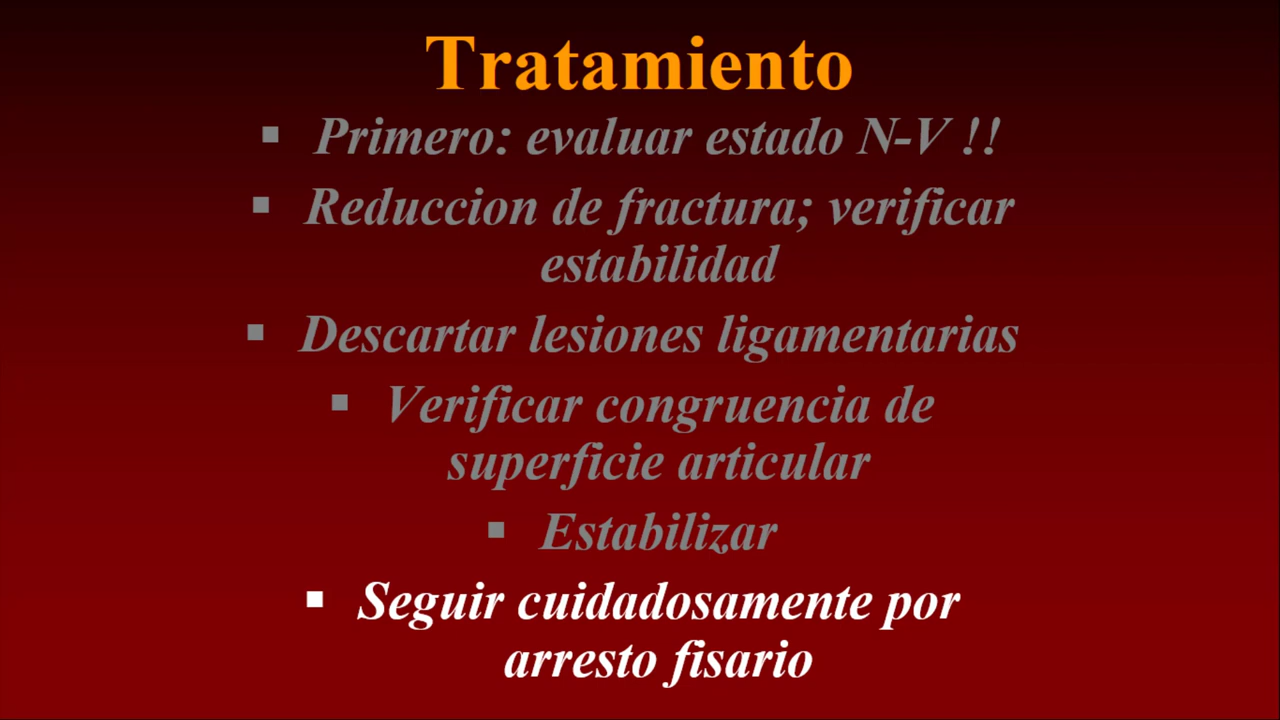 Tratamiento
▪ Primero: evaluar estado N-V !!
▪ Reduccion de fractura; verificar
estabilidad
▪ Descartar lesiones ligamentarias
▪ Verificar congruencia de
superficie articular
▪ Estabilizar
▪ Seguir cuidadosamente por
arresto fisario